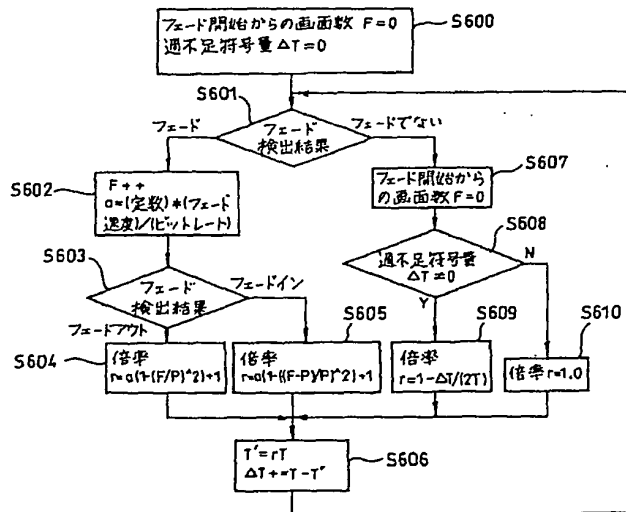 フェード開始からの画面数 F=0
過不足符号量ΔT=0
S600
S601
フェード
検出結果
フェード
フェードでない
S602
F++
a=(定数)*(フェード
速度)/(ビットレート)
S607
フェード開始から
の画面数F=0
S603
フェード
検出結果
フェードアウト
フェードイン
S608
過不足符号量
ΔT≠0
Y
N
S604
倍率
r=a(1-(F/P)^2)+1
S605
倍率
r=a(1-((F-P)/P)^2)+1
S609
倍率
r=1-ΔT/(2T)
S610
倍率r=1.0
T'=rT
ΔT+=T-T'
S606